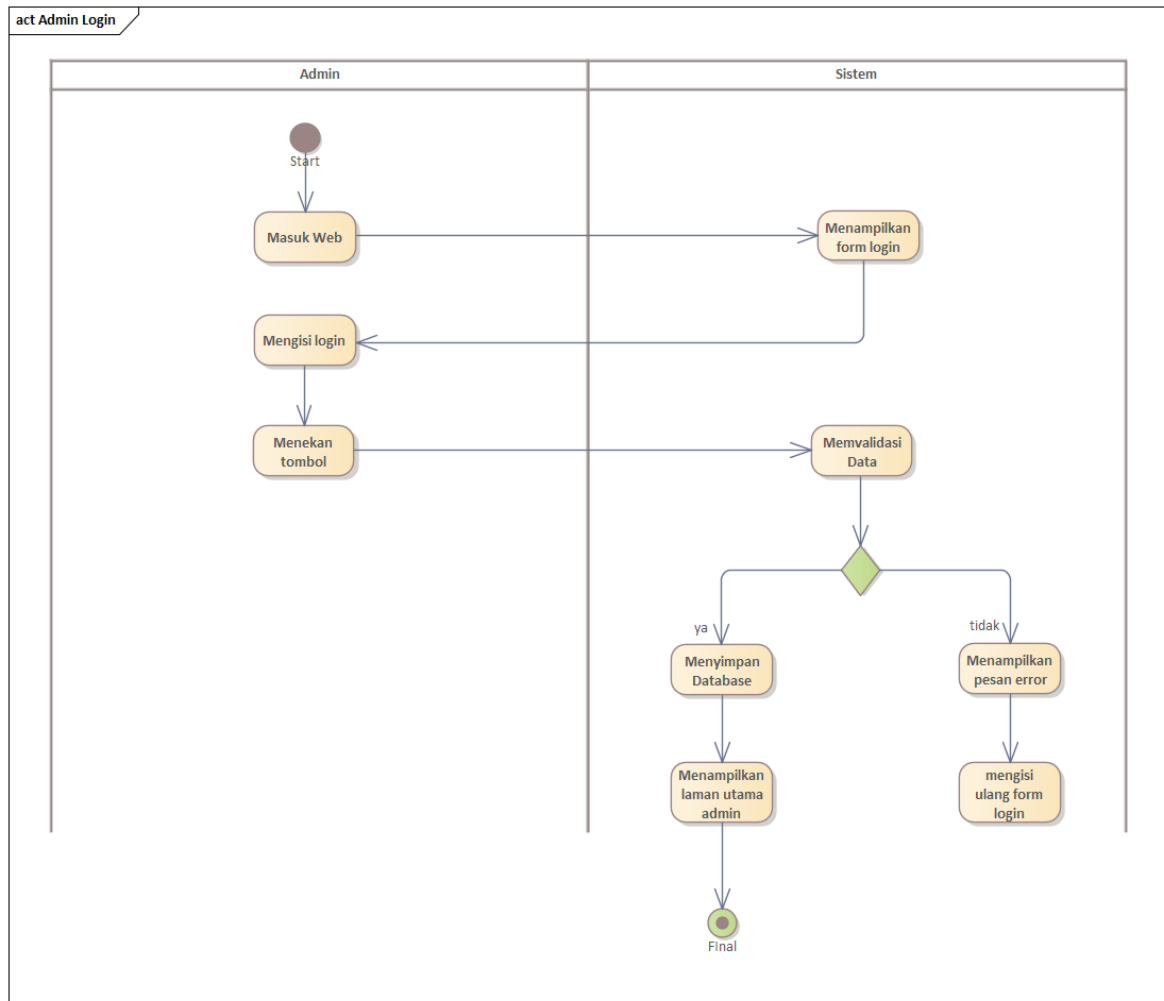 act Admin Login
Admin
Sistem
Start
Masuk Web
Menampilkan
form login
Mengisi login
Menekan
tombol
Memvalidasi
Data
ya
tidak
Menyimpan
Database
Menampilkan
pesan error
Menampilkan
laman utama
admin
mengisi
ulang form
login
FInal